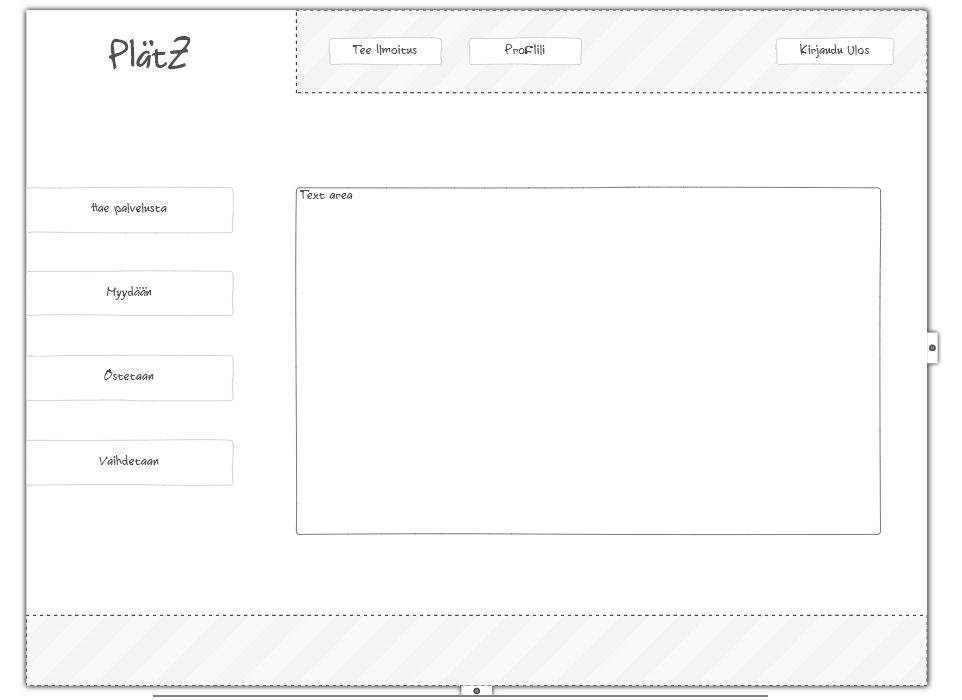 PlätZ
Tee Ilmoitus
Profiili
Kirjaudu Ulos
Hae palvelusta
Text area
Myydään
Ostetaan
Vaihdetaan